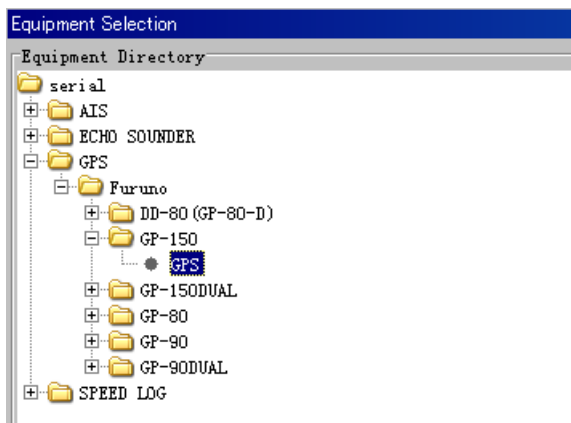 Equipment Selection
Equipment Directory
serial
AIS
ECHO SOUNDER
GPS
Furuno
DD-80(GP-80-D)
GP-150
GPS
GP-150DUAL
GP-80
GP-90
GP-90DUAL
SPEED LOG